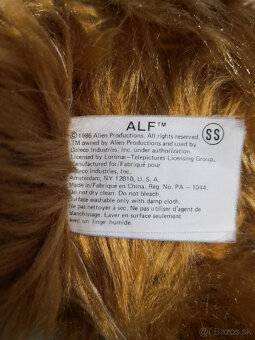 ALF™
© 1986 Alien Productions. All rights reserved
TM owned by Alien Productions and used by
Coleco Industries, Inc. under authorization.
Licensed by Lorimar-Telepictures Licensing Group,
Manufactured for/Fabriqué pour
Coleco Industries, Inc.
Amsterdam, NY 12010, U. S. A.
Made in/Fabriqué en China. Reg. No. PA - 1044.
Do not dry clean. Do not bleach.
Surface washable only with damp cloth.
Ne pas nettoyer à sec. Ne pas utiliser d'agent de
blanchissage. Laver en surface seulement
avec un linge humide.
SS
Bazos.sk